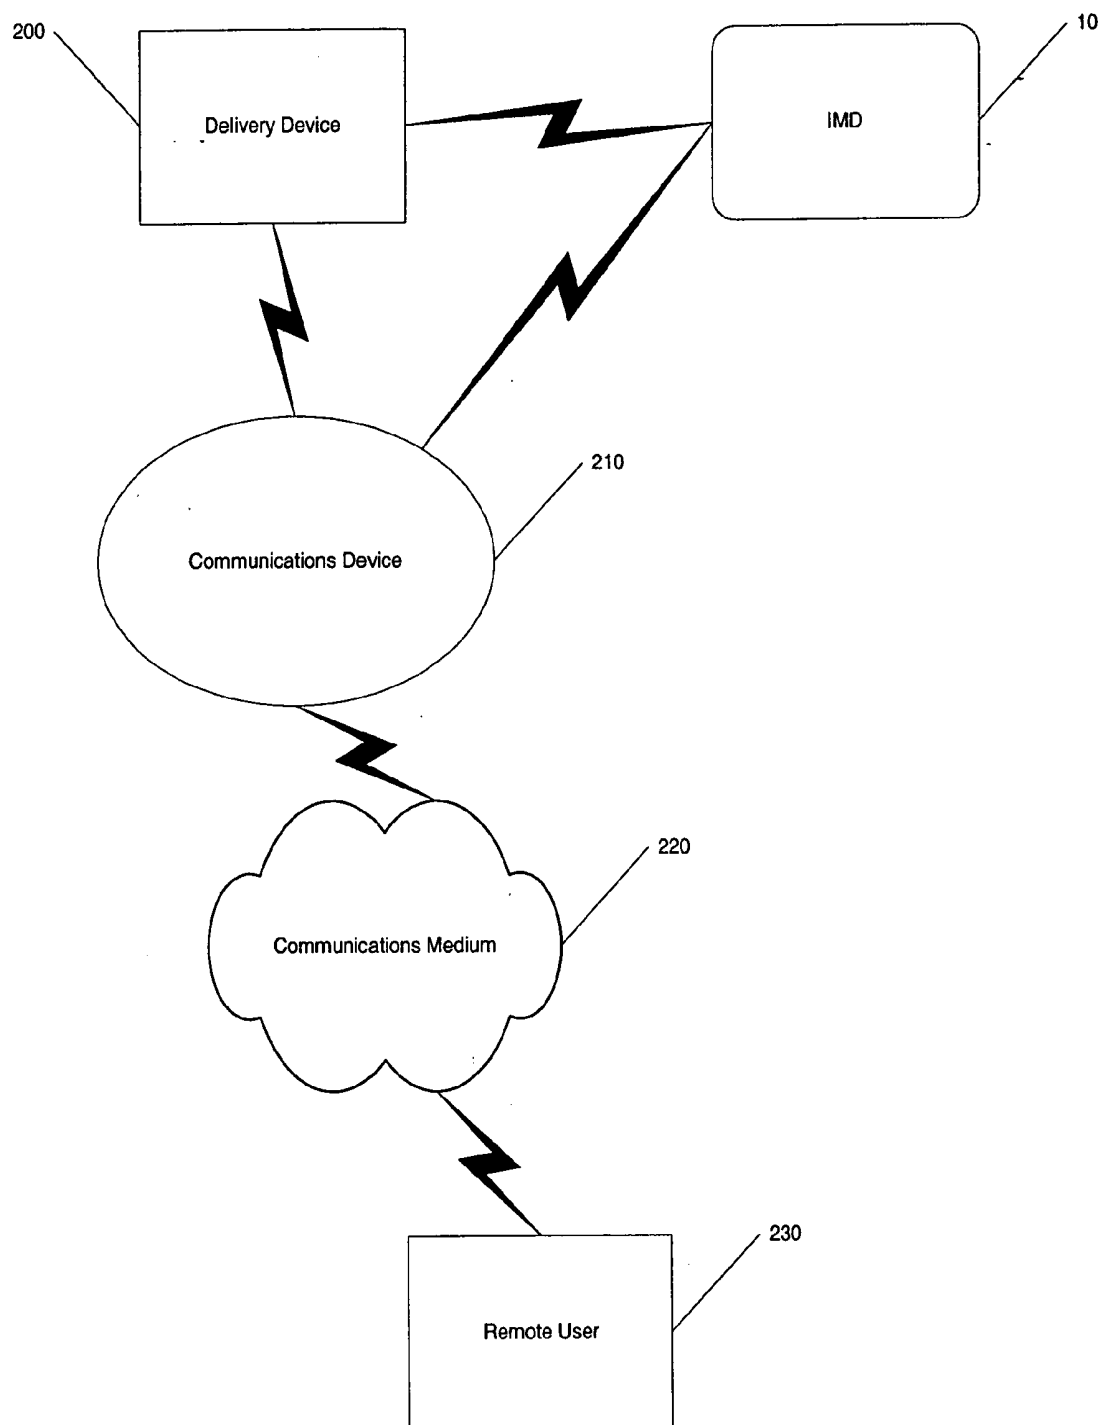 200
10
Delivery Device
IMD
210
Communications Device
220
Communications Medium
230
Remote User